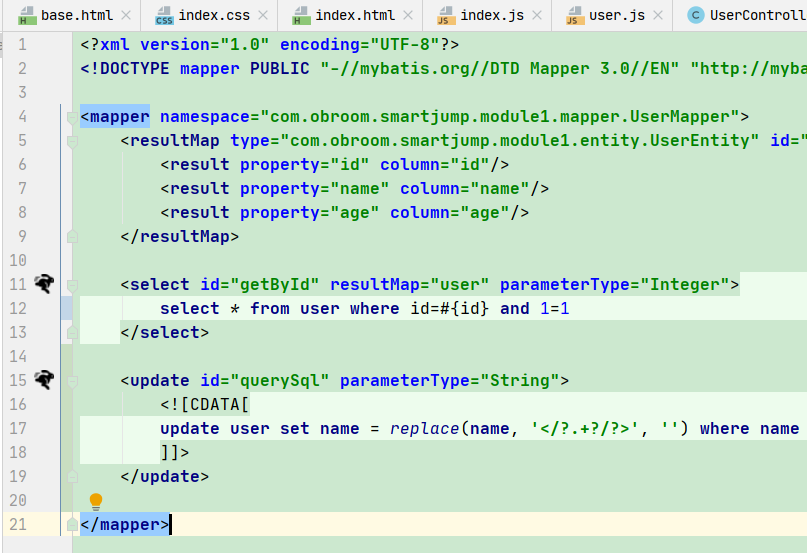 base.html index.css index.html index.js user.js UserControll
1 <?xml version="1.0" encoding="UTF-8"?>
2 <!DOCTYPE mapper PUBLIC "-//mybatis.org//DTD Mapper 3.0//EN" "http://myba
3
4 <mapper namespace="com.obroom.smartjump.module1.mapper.UserMapper">
5 <resultMap type="com.obroom.smartjump.module1.entity.UserEntity" id="
6 <result property="id" column="id"/>
7 <result property="name" column="name"/>
8 <result property="age" column="age"/>
9 </resultMap>
10
11 <select id="getById" resultMap="user" parameterType="Integer">
12 select * from user where id=#{id} and 1=1
13 </select>
14
15 <update id="querySql" parameterType="String">
16 <![CDATA[
17 update user set name = replace(name, '</?.+?/?>', '') where name
18 ]]>
19 </update>
20
21 </mapper>